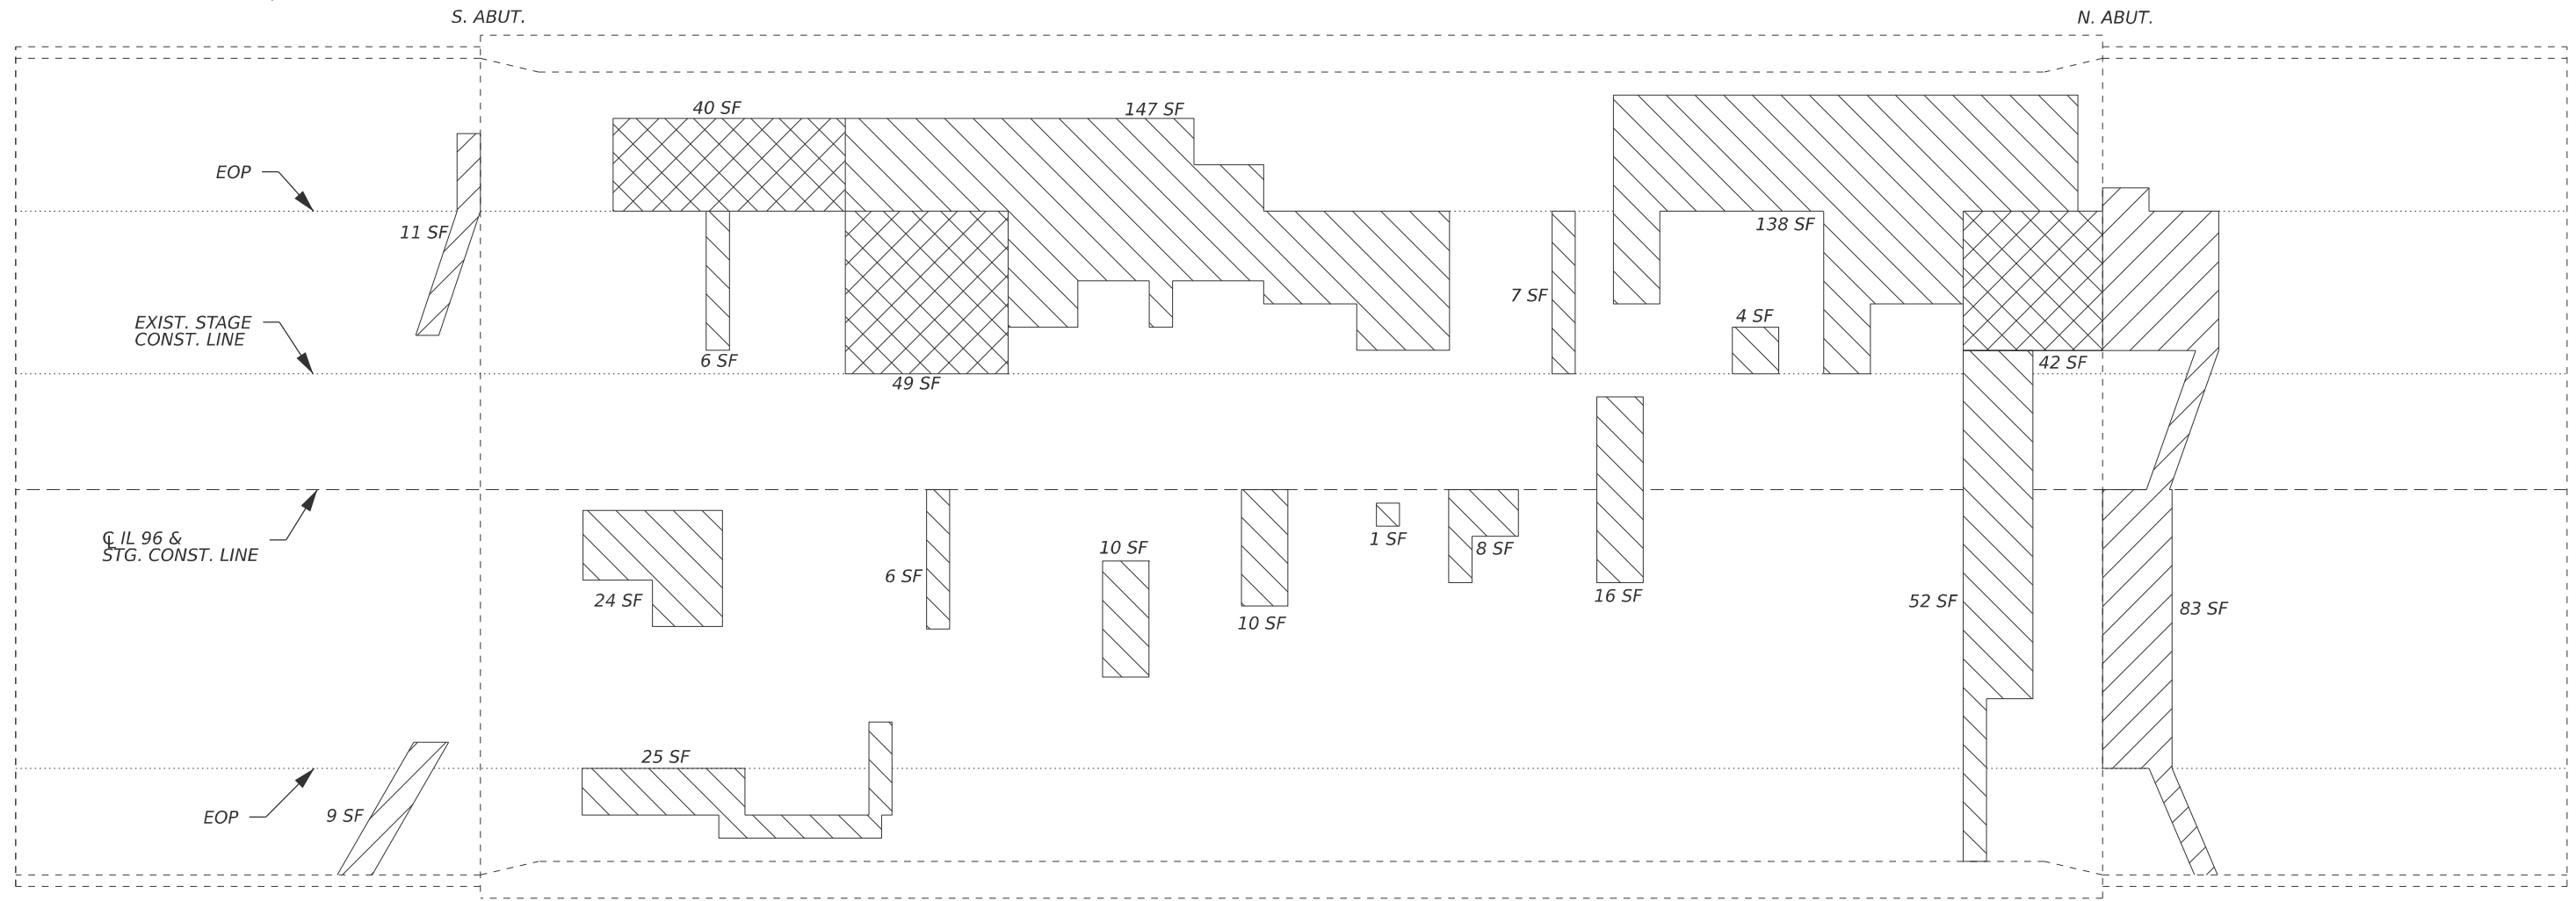 S. ABUT.
N. ABUT.
40 SF
147 SF
EOP
11 SF
138 SF
7 SF
EXIST. STAGE
CONST. LINE
4 SF
6 SF
42 SF
49 SF
℄ IL 96 &
STG. CONST. LINE
1 SF
10 SF
8 SF
6 SF
16 SF
24 SF
52 SF
83 SF
10 SF
25 SF
9 SF
EOP